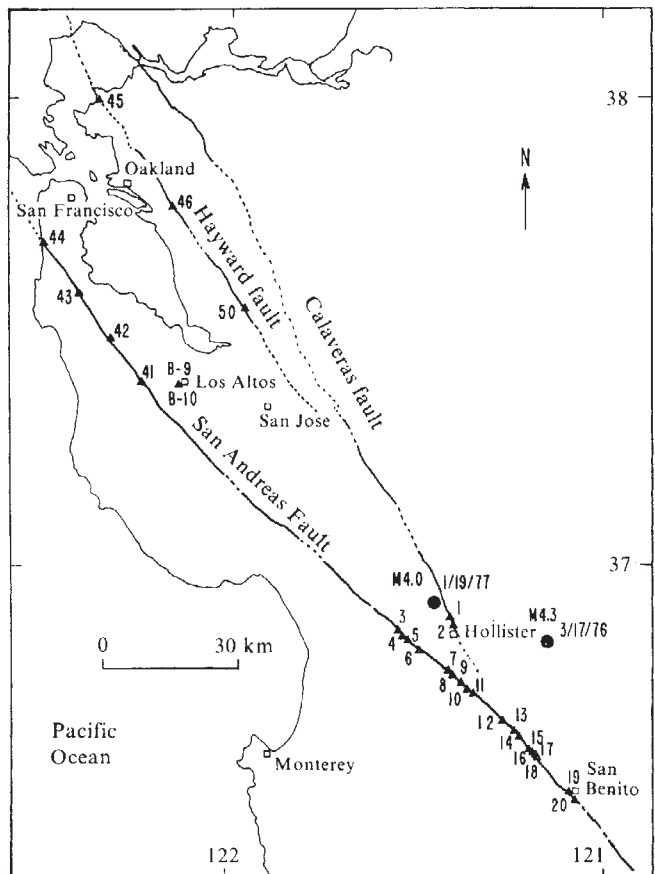 45
38
N
Oakland
San Francisco
46
44
Hayward fault
43
50
Calaveras fault
42
41
B-9
B-10
Los Altos
San Jose
San Andreas Fault
37
M4.0
1/19/77
M4.3
3/17/76
1
2
Hollister
3
4
5
6
0
30 km
7
8
9
10
11
12
13
14
15
16
17
18
Pacific
Ocean
Monterey
19
San
Benito
20
122
121